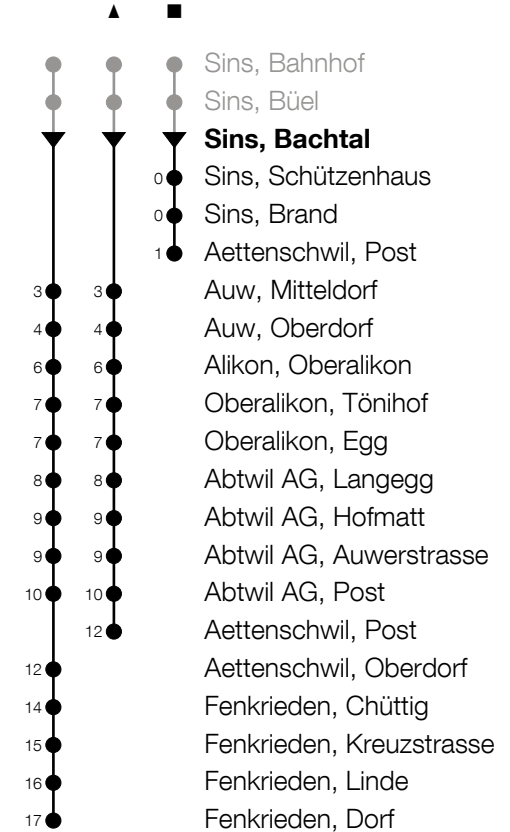 ▲ ■
Sins, Bahnhof
Sins, Büel
Sins, Bachtal
0 Sins, Schützenhaus
0 Sins, Brand
1 Aettenschwil, Post
3 3 Auw, Mitteldorf
4 4 Auw, Oberdorf
6 6 Alikon, Oberalikon
7 7 Oberalikon, Tönihof
7 7 Oberalikon, Egg
8 8 Abtwil AG, Langegg
9 9 Abtwil AG, Hofmatt
9 9 Abtwil AG, Auwerstrasse
10 10 Abtwil AG, Post
12 Aettenschwil, Post
12 Aettenschwil, Oberdorf
14 Fenkrieden, Chüttig
15 Fenkrieden, Kreuzstrasse
16 Fenkrieden, Linde
17 Fenkrieden, Dorf